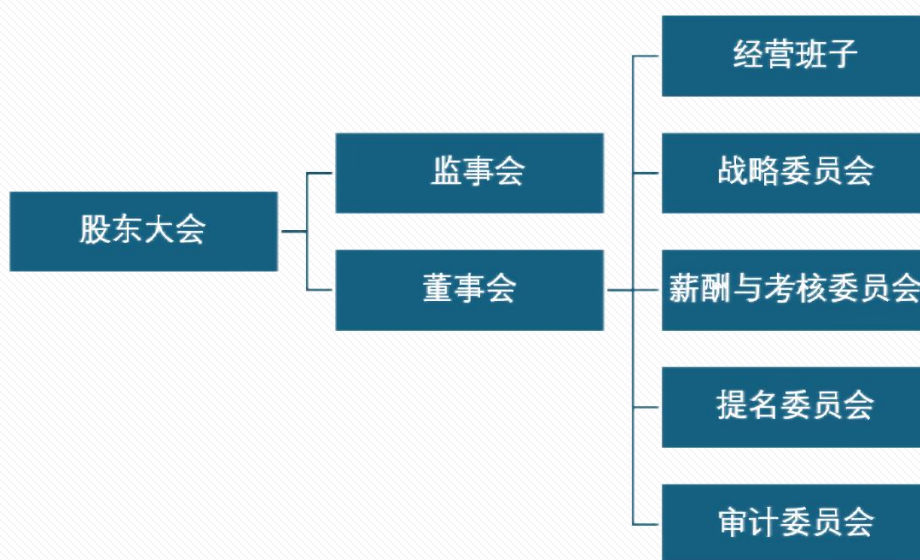 股东大会
监事会
董事会
经营班子
战略委员会
薪酬与考核委员会
提名委员会
审计委员会